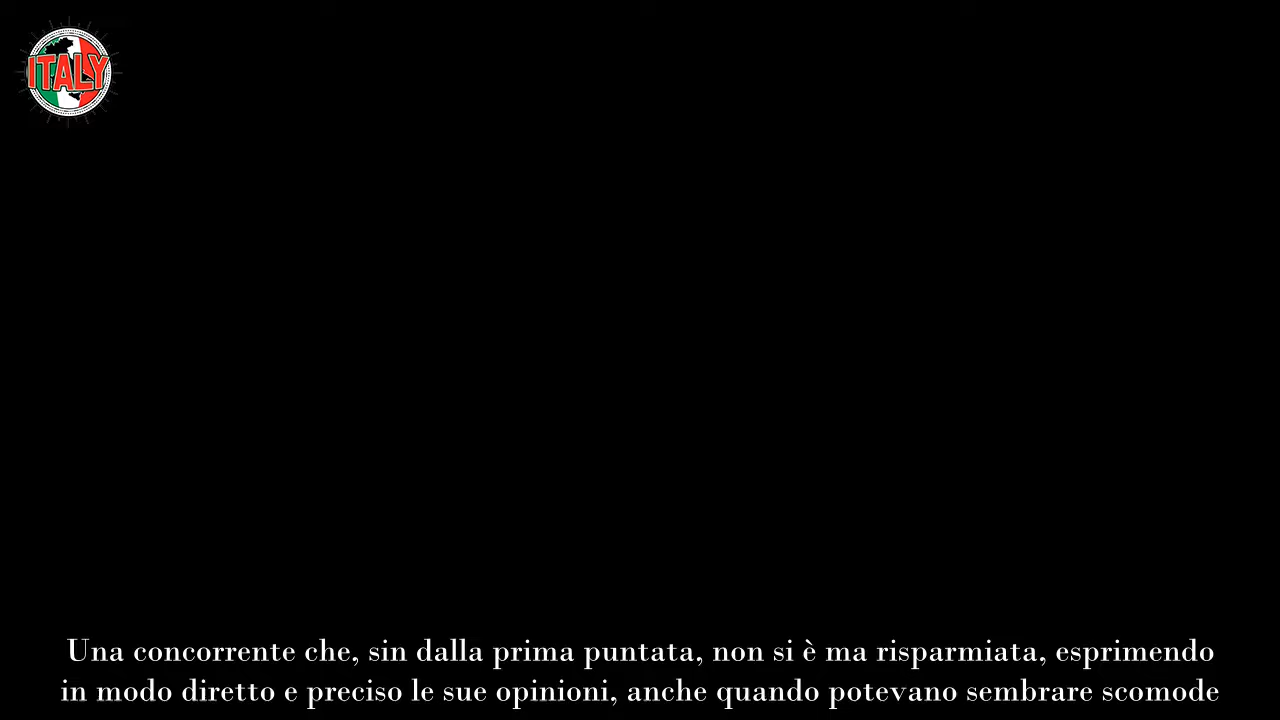 ITALY
Una concorrente che, sin dalla prima puntata, non si è ma risparmiata, esprimendo
in modo diretto e preciso le sue opinioni, anche quando potevano sembrare scomode